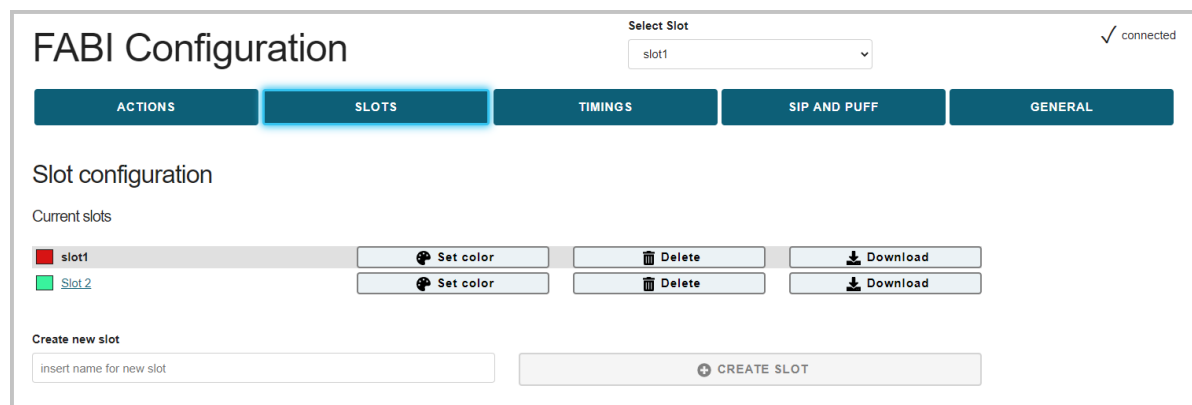 FABI Configuration
Select Slot
slot1
connected
ACTIONS SLOTS TIMINGS SIP AND PUFF GENERAL
Slot configuration
Current slots
slot1 Set color Delete Download
Slot 2 Set color Delete Download
Create new slot
insert name for new slot CREATE SLOT